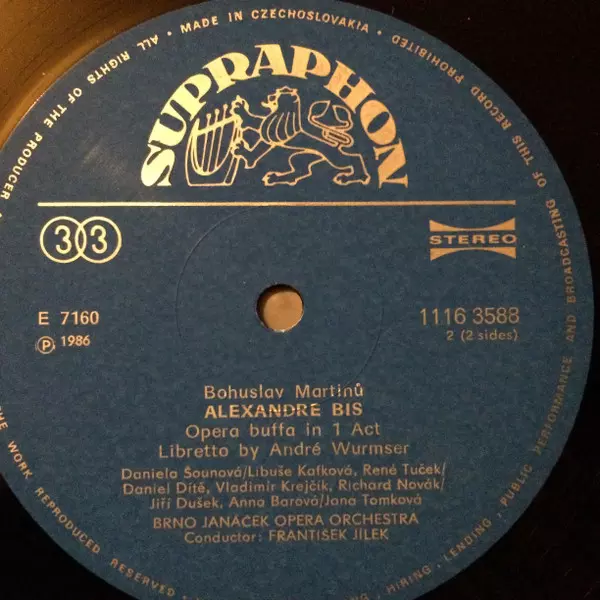 MADE IN CZECHOSLOVAKIA • PROHIBITED
BROADCASTING OF THIS RECORD
PUBLIC PERFORMANCE AND
HIRING - LENDING -
RESERVED -
THE WORK REPRODUCED
ALL RIGHTS OF THE PRODUCER
SUPRAPHON
33
STEREO
E 7160
1116 3588
Ⓟ 1986
2 (2 sides)
Bohuslav Martinů
ALEXANDRE BIS
Opera buffa in 1 Act
Libretto by André Wurmser
Daniela Šounová/Libuše Kafková, René Tuček/
Daniel Dítě, Vladimír Krejčík, Richard Novák/
Jiří Dušek, Anna Barová/Jana Tomková
BRNO JANÁČEK OPERA ORCHESTRA
Conductor: FRANTIŠEK JÍLEK